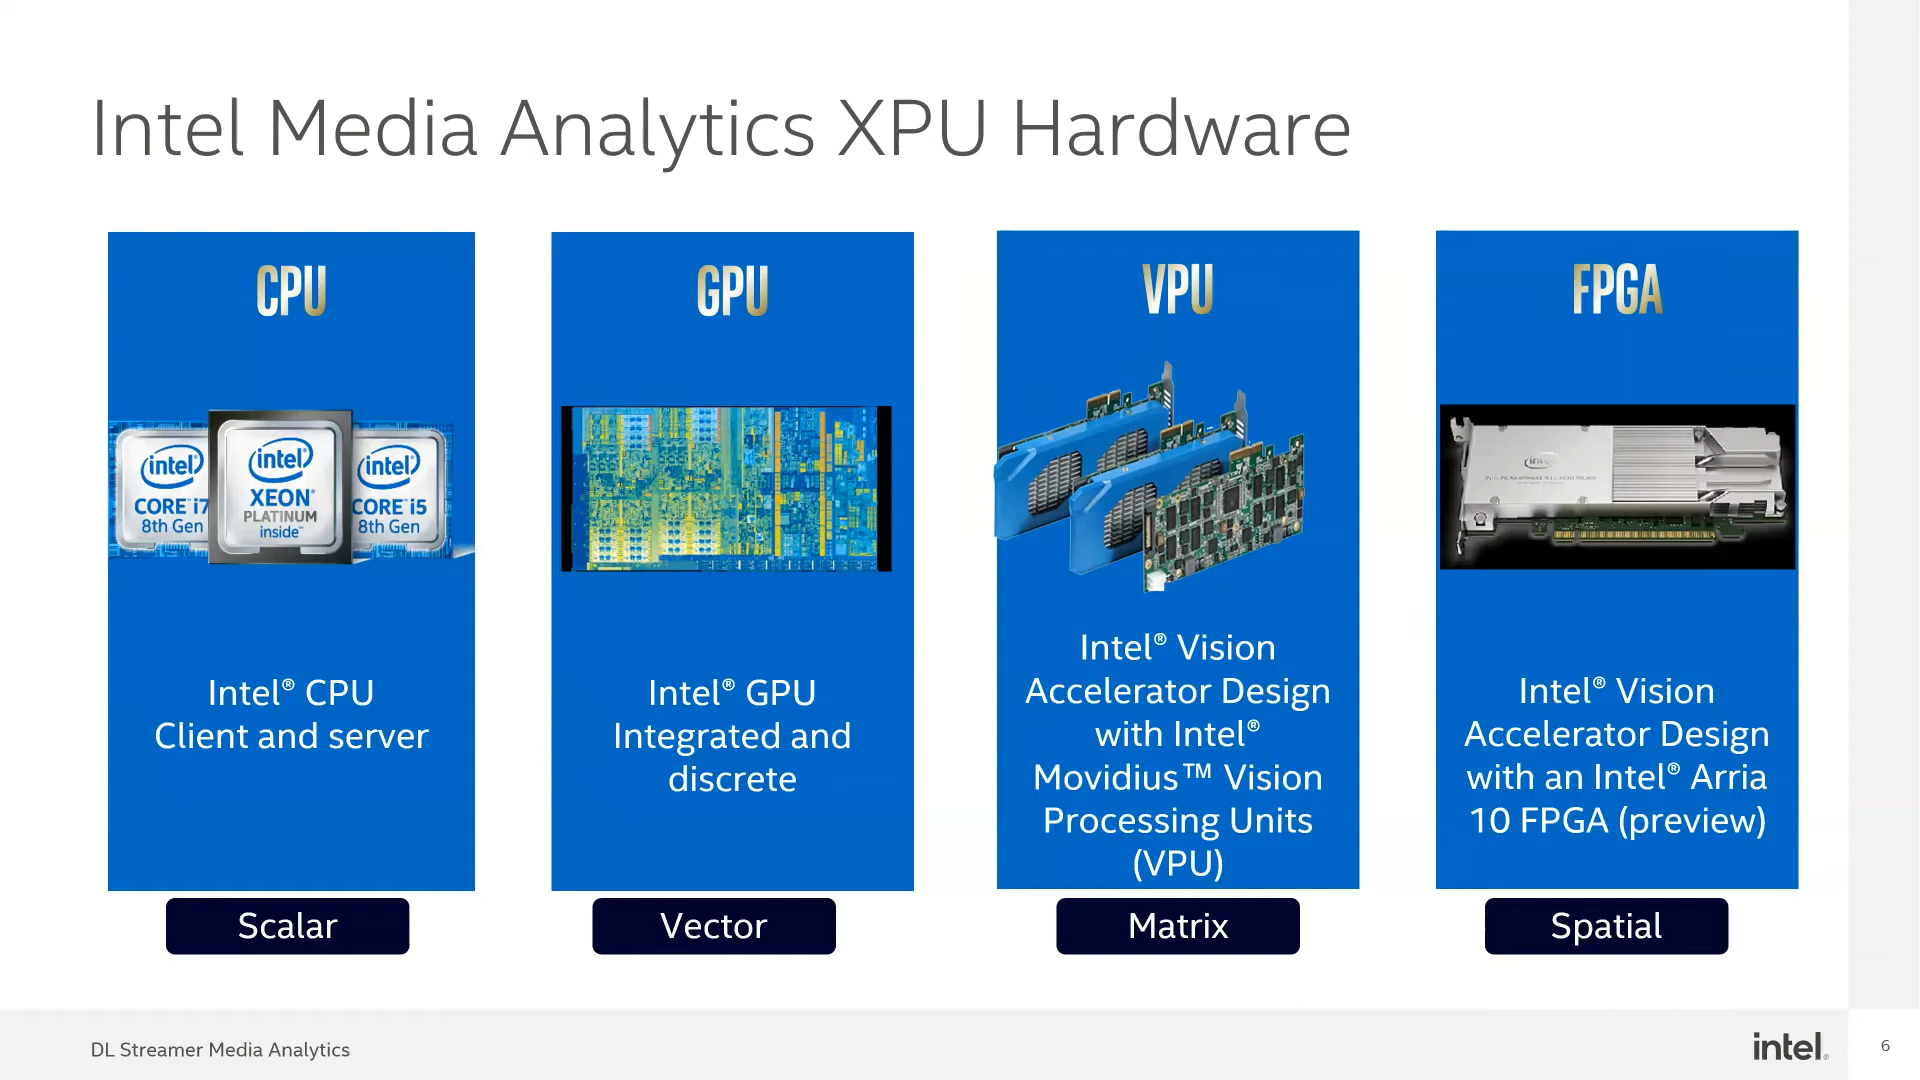 Intel Media Analytics XPU Hardware
CPU
intel
CORE i7
8th Gen
intel
XEON
PLATINUM
inside
intel
CORE i5
8th Gen
Intel® CPU
Client and server
Scalar
GPU
Intel® GPU
Integrated and
discrete
Vector
VPU
Intel® Vision
Accelerator Design
with Intel®
Movidius™ Vision
Processing Units
(VPU)
Matrix
FPGA
intel
Intel® Vision
Accelerator Design
with an Intel® Arria
10 FPGA (preview)
Spatial
DL Streamer Media Analytics
intel
6